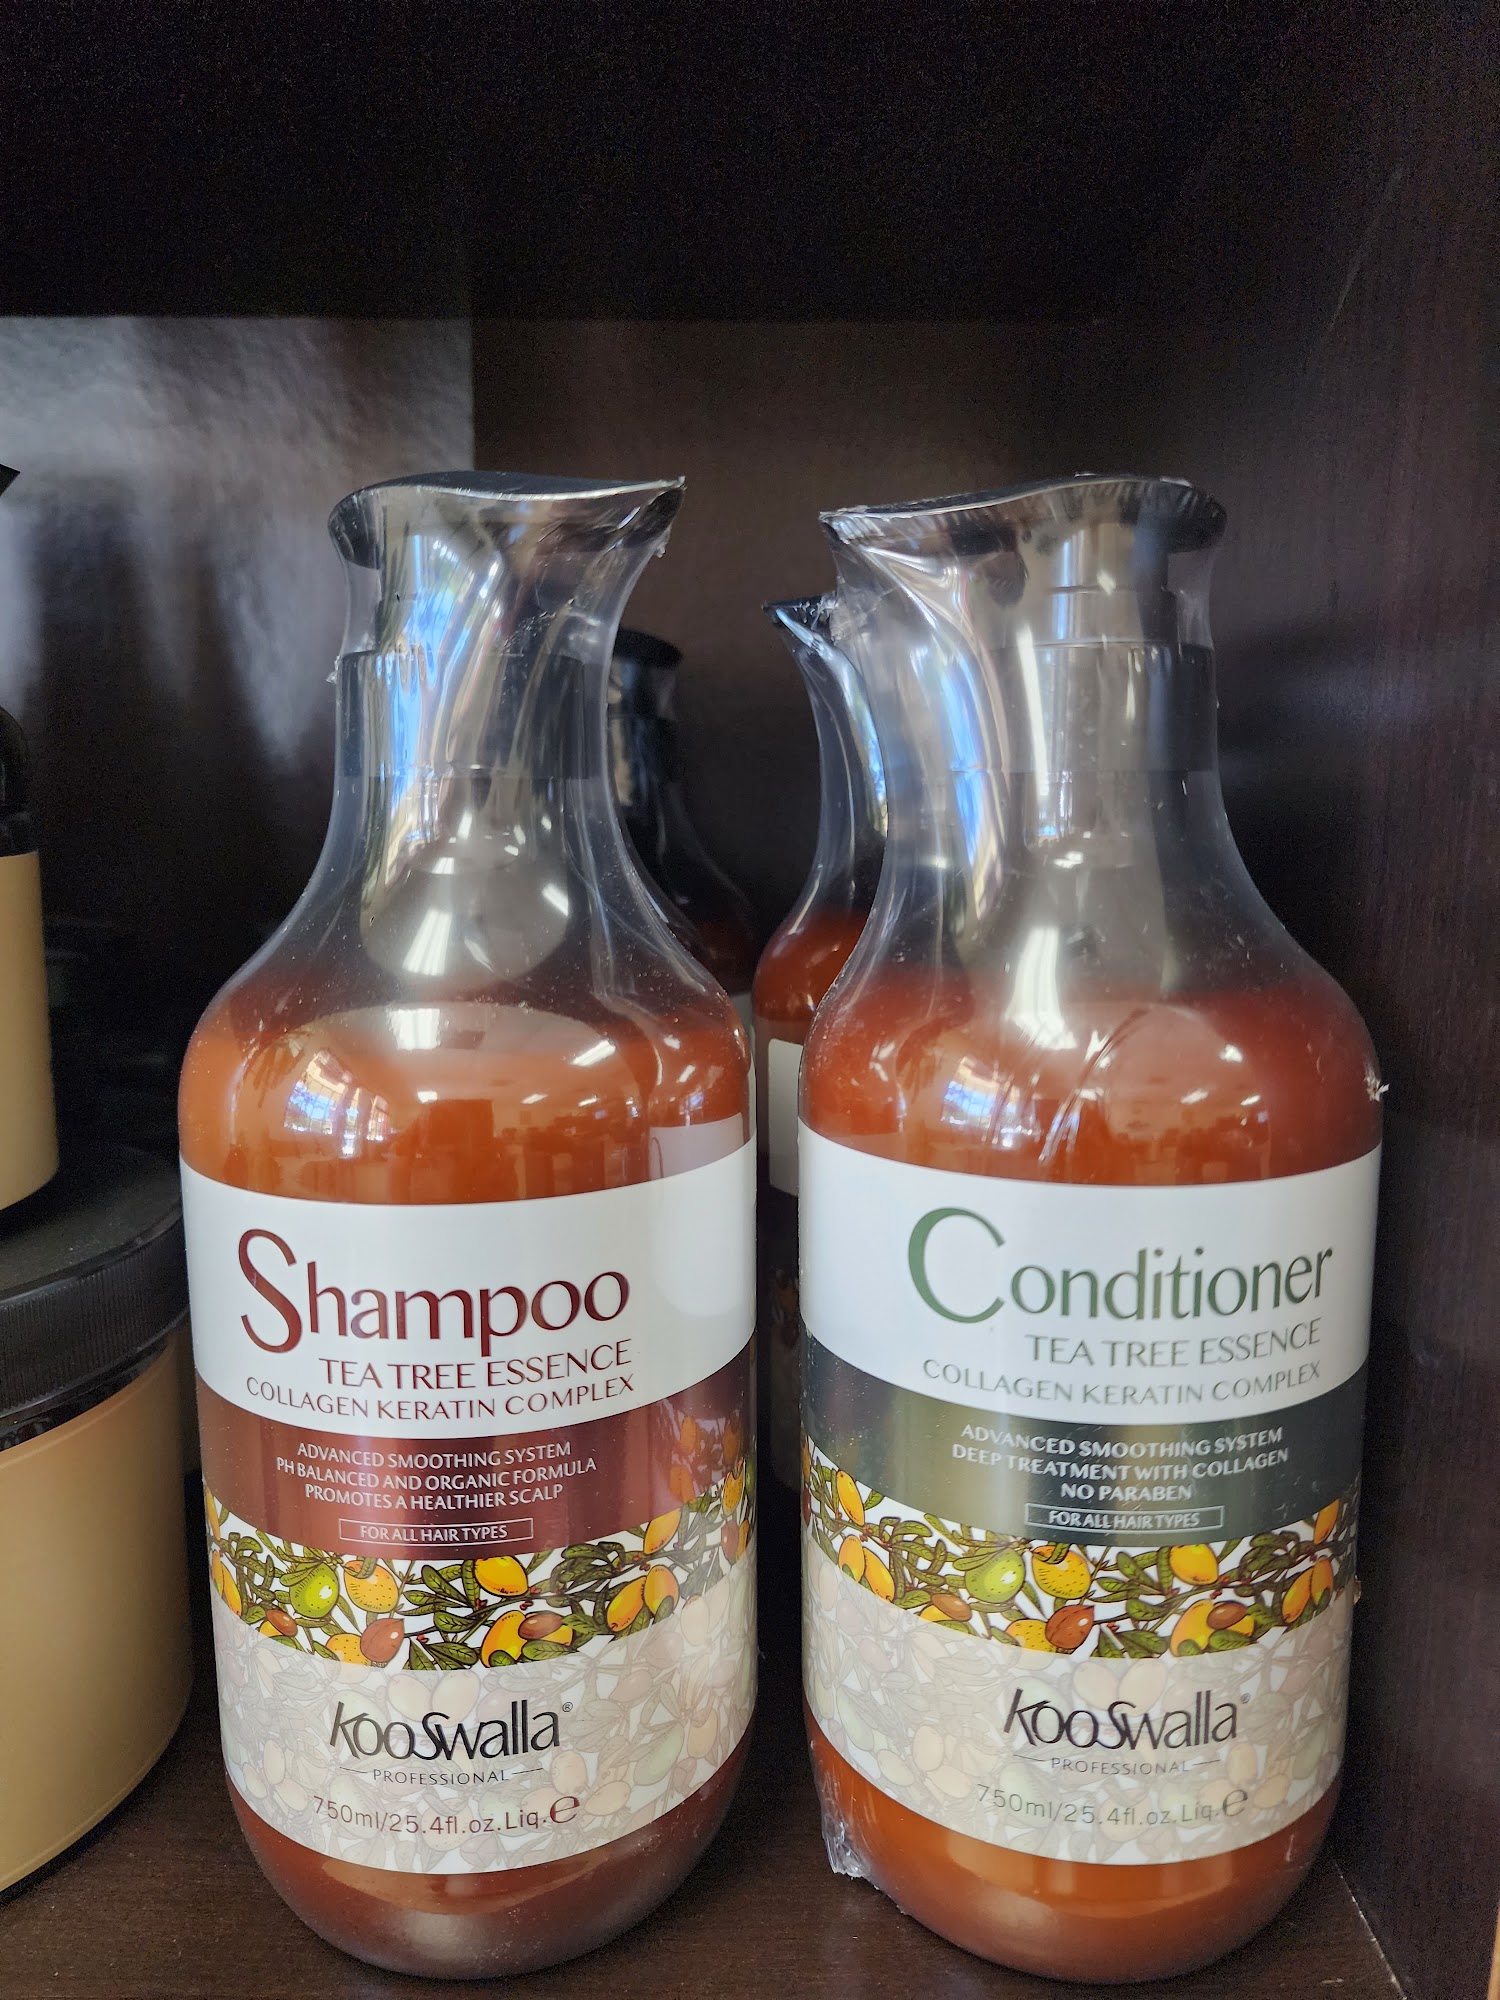 Shampoo
TEA TREE ESSENCE
COLLAGEN KERATIN COMPLEX
ADVANCED SMOOTHING SYSTEM
PH BALANCED AND ORGANIC FORMULA
PROMOTES A HEALTHIER SCALP
FOR ALL HAIR TYPES
kooswalla®
PROFESSIONAL
750ml/25.4fl.oz.Liq.e
Conditioner
TEA TREE ESSENCE
COLLAGEN KERATIN COMPLEX
ADVANCED SMOOTHING SYSTEM
DEEP TREATMENT WITH COLLAGEN
NO PARABEN
FOR ALL HAIR TYPES
kooswalla®
PROFESSIONAL
750ml/25.4fl.oz.Liq.e